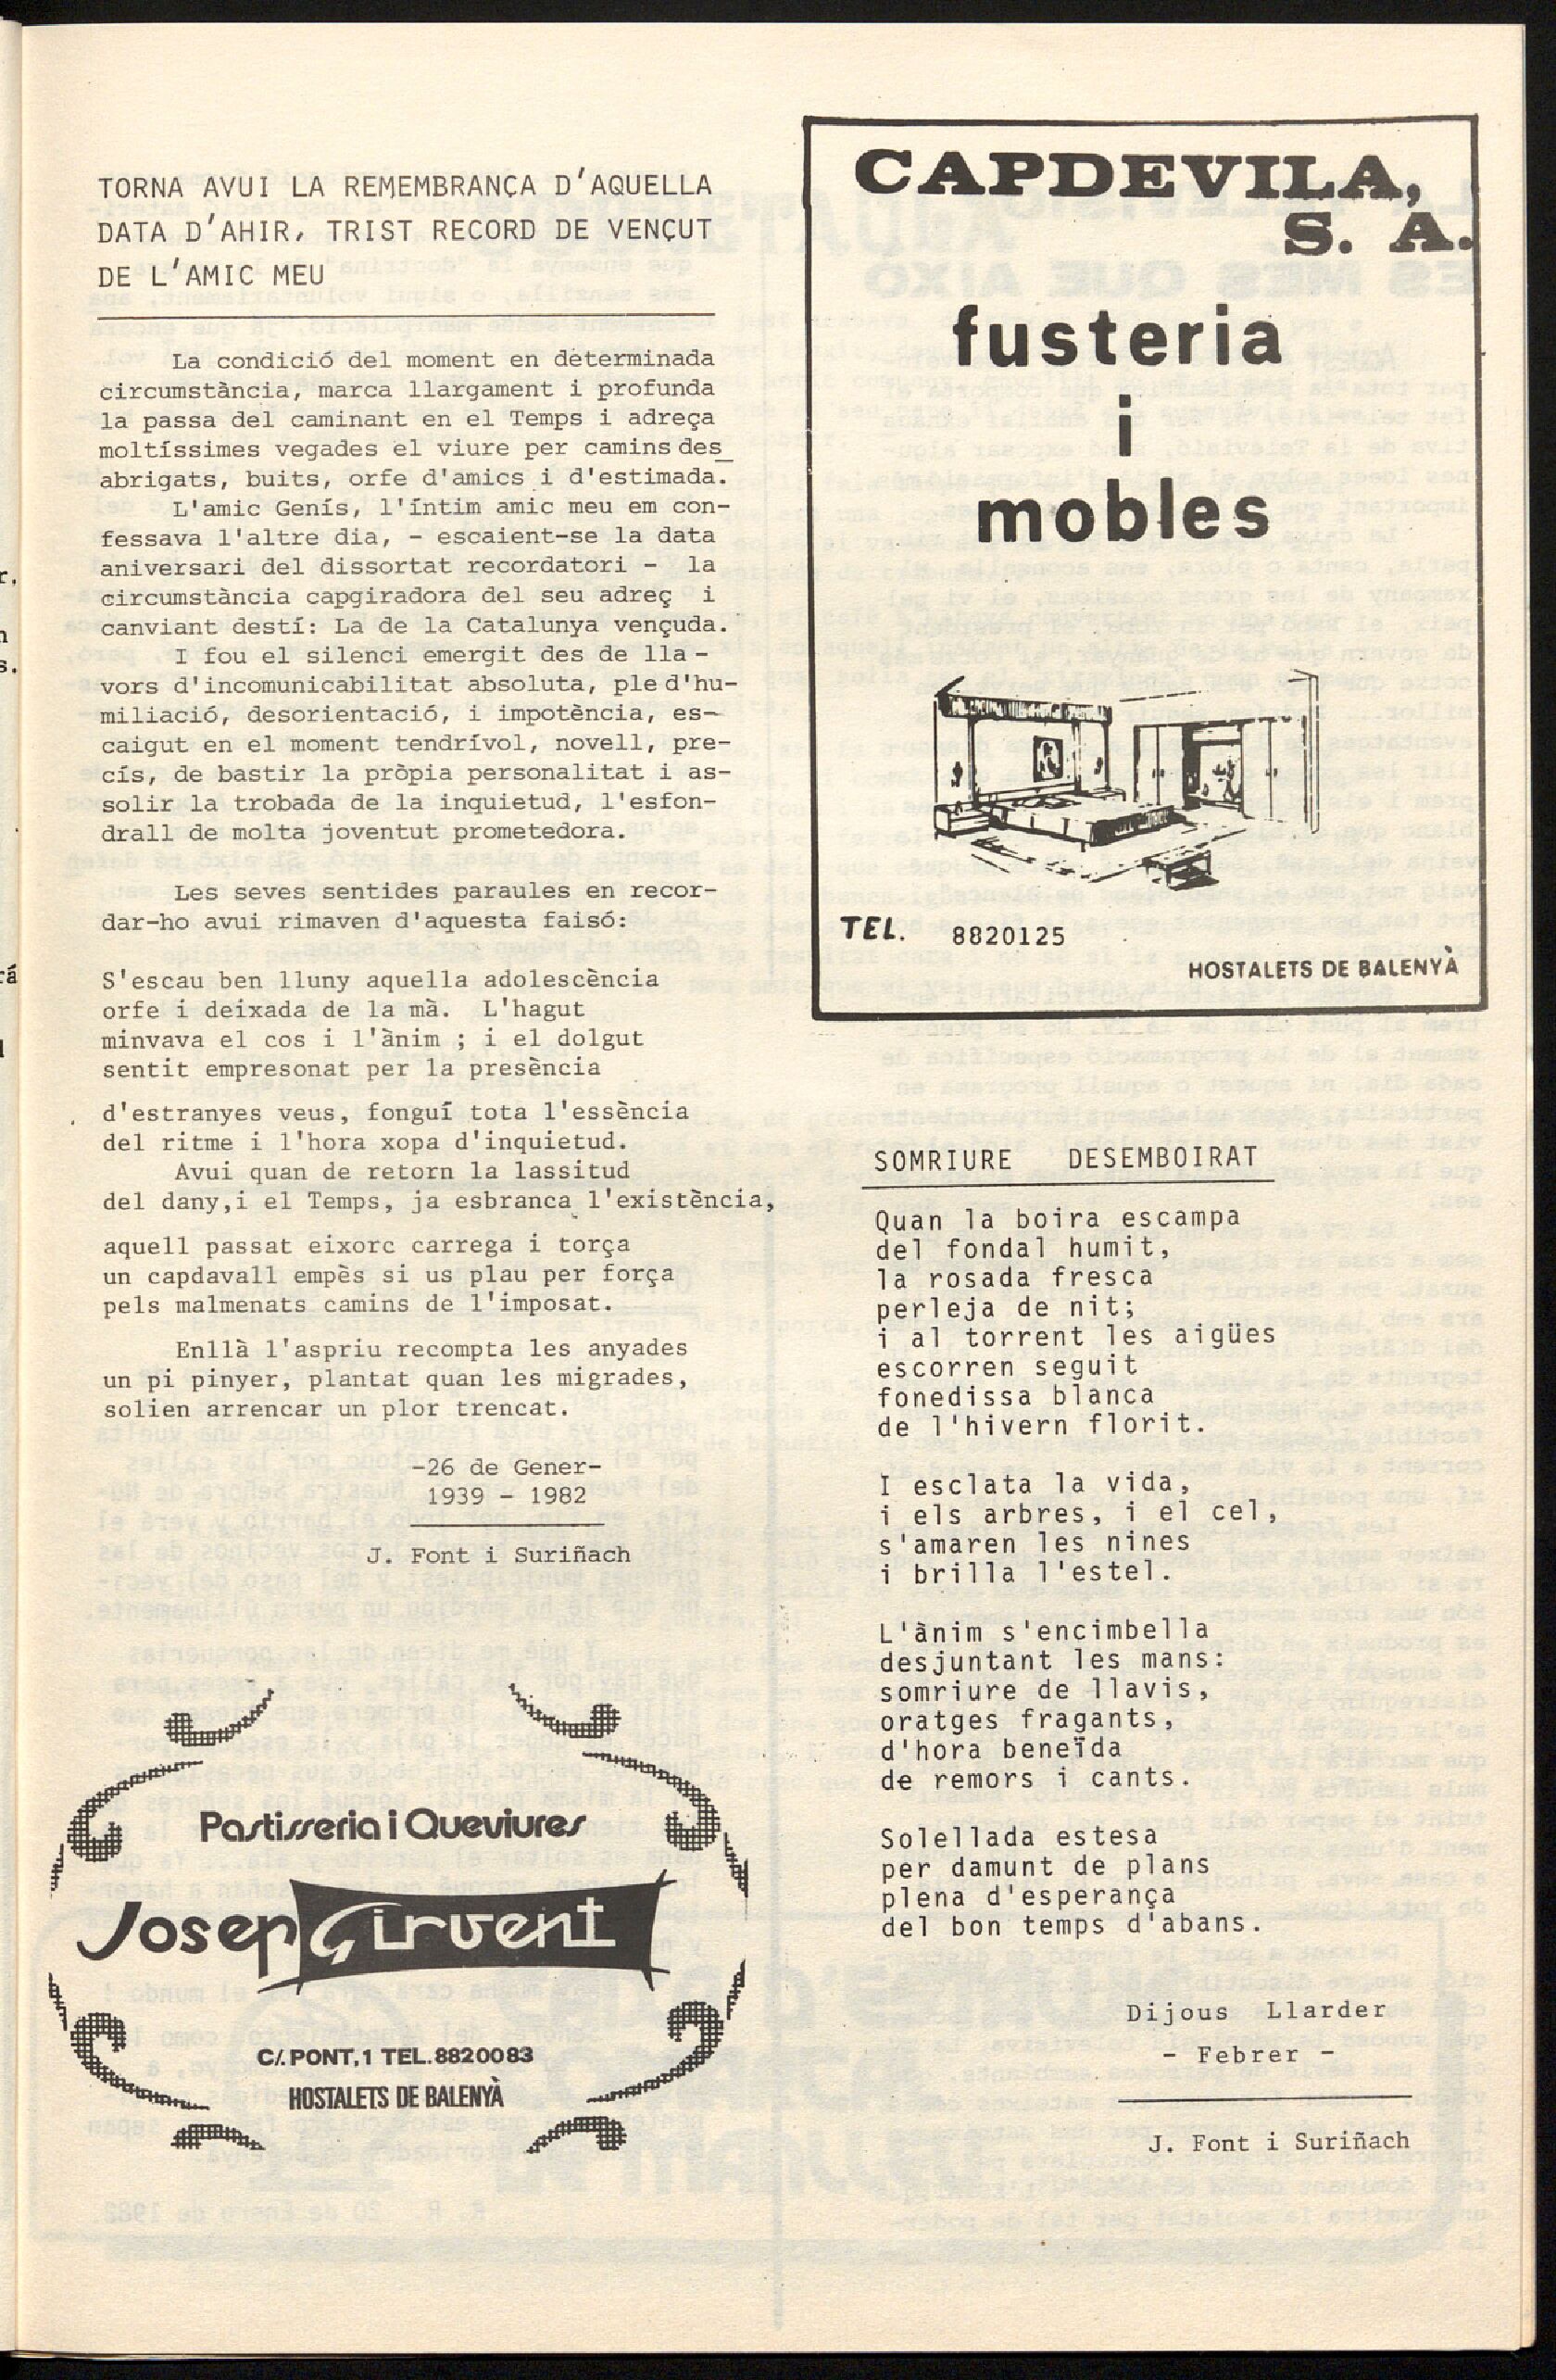 TORNA AVUI LA REMEMBRANÇA D'AQUELLA
DATA D'AHIR, TRIST RECORD DE VENÇUT
DE L'AMIC MEU
La condició del moment en determinada
circumstància, marca llargament i profunda
la passa del caminant en el Temps i adreça
moltíssimes vegades el viure per camins des_
abrigats, buits, orfe d'amics i d'estimada.
L'amic Genís, l'íntim amic meu em con-
fessava l'altre dia, - escaient-se la data
aniversari del dissortat recordatori - la
circumstància capgiradora del seu adreç i
canviant destí: La de la Catalunya vençuda.
I fou el silenci emergit des de lla -
vors d'incomunicabilitat absoluta, ple d'hu-
miliació, desorientació, i impotència, es-
caigut en el moment tendrívol, novell, pre-
cís, de bastir la pròpia personalitat i as-
solir la trobada de la inquietud, l'esfon-
drall de molta joventut prometedora.
Les seves sentides paraules en recor-
dar-ho avui rimaven d'aquesta faisó:
S'escau ben lluny aquella adolescència
orfe i deixada de la mà. L'hagut
minvava el cos i l'ànim ; i el dolgut
sentit empresonat per la presència
d'estranyes veus, fonguí tota l'essència
del ritme i l'hora xopa d'inquietud.
Avui quan de retorn la lassitud
del dany,i el Temps, ja esbranca l'existència,
aquell passat eixorc carrega i torça
un capdavall empès si us plau per força
pels malmenats camins de l'imposat.
Enllà l'aspriu recompta les anyades
un pi pinyer, plantat quan les migrades,
solien arrencar un plor trencat.
-26 de Gener-
1939 - 1982
J. Font i Suriñach
Pastisseria i Queviures
Josep Girvent
C/. PONT, 1 TEL. 8820083
HOSTALETS DE BALENYÀ
CAPDEVILA,
S. A.
fusteria
i
mobles
TEL. 8820125
HOSTALETS DE BALENYÀ
SOMRIURE DESEMBOIRAT
Quan la boira escampa
del fondal humit,
la rosada fresca
perleja de nit;
i al torrent les aigües
escorren seguit
fonedissa blanca
de l'hivern florit.
I esclata la vida,
i els arbres, i el cel,
s'amaren les nines
i brilla l'estel.
L'ànim s'encimbella
desjuntant les mans:
somriure de llavis,
oratges fragants,
d'hora beneïda
de remors i cants.
Solellada estesa
per damunt de plans
plena d'esperança
del bon temps d'abans.
Dijous Llarder
- Febrer -
J. Font i Suriñach